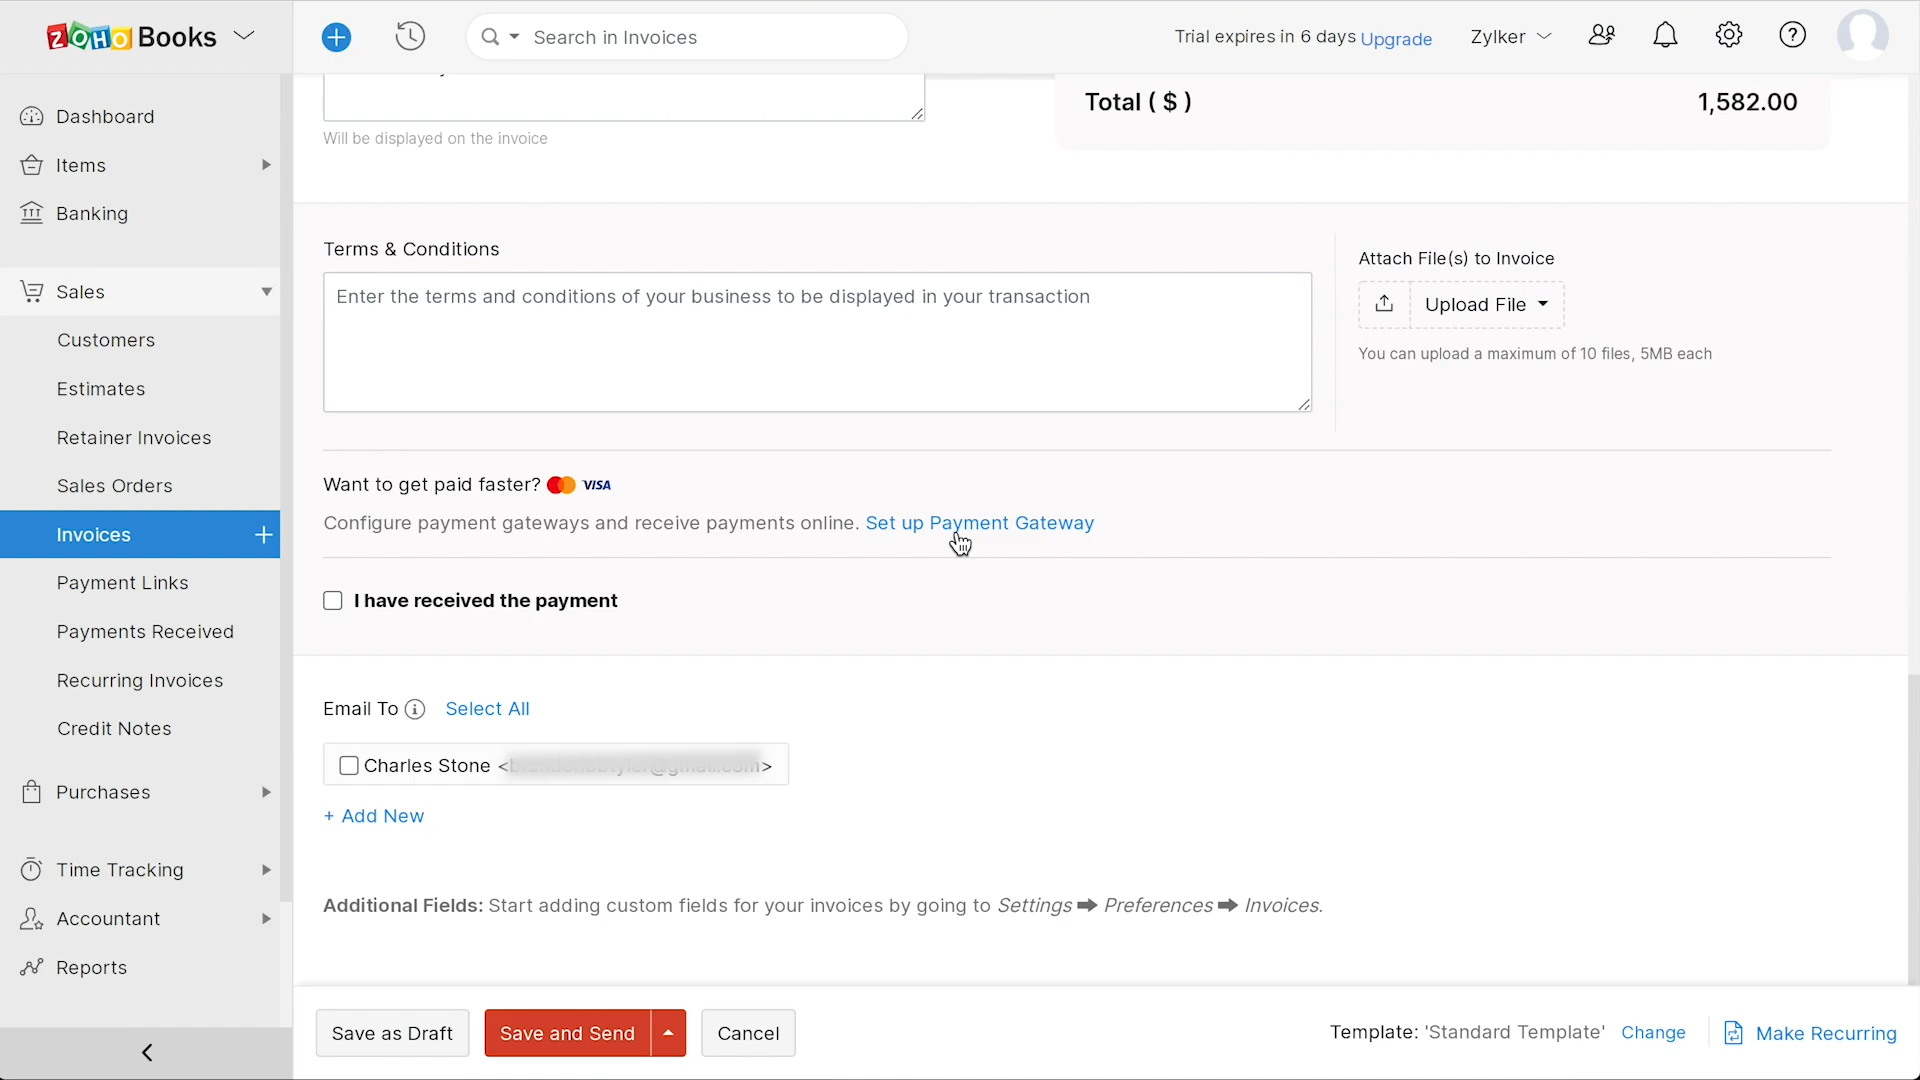 ZOHO Books
Search in Invoices
Trial expires in 6 days Upgrade
Zylker
Dashboard
Items
Banking
Sales
Customers
Estimates
Retainer Invoices
Sales Orders
Invoices
Payment Links
Payments Received
Recurring Invoices
Credit Notes
Purchases
Time Tracking
Accountant
Reports
Total ( $ ) 1,582.00
Will be displayed on the invoice
Terms & Conditions
Enter the terms and conditions of your business to be displayed in your transaction
Attach File(s) to Invoice
Upload File
You can upload a maximum of 10 files, 5MB each
Want to get paid faster? VISA
Configure payment gateways and receive payments online. Set up Payment Gateway
I have received the payment
Email To Select All
Charles Stone < >
+ Add New
Additional Fields: Start adding custom fields for your invoices by going to Settings ➡ Preferences ➡ Invoices.
Save as Draft
Save and Send
Cancel
Template: 'Standard Template' Change
Make Recurring